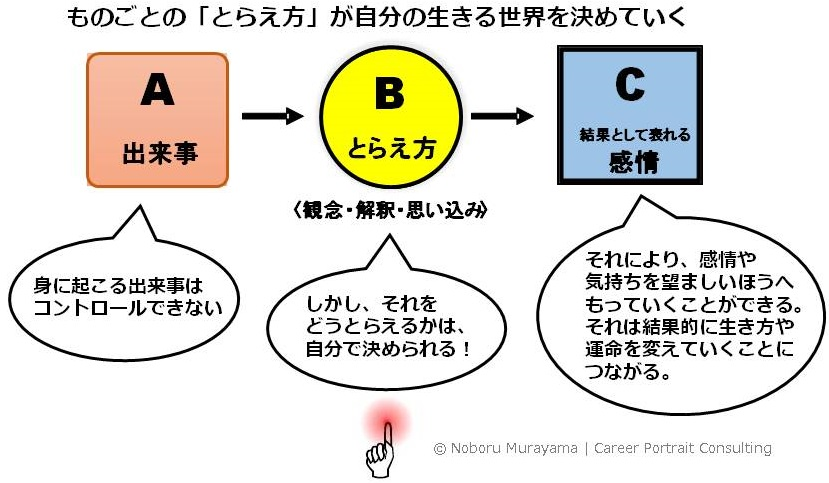 ものごとの「とらえ方」が自分の生きる世界を決めていく
A
出来事
B
とらえ方
〈観念・解釈・思い込み〉
C
結果として表れる
感情
身に起こる出来事は
コントロールできない
しかし、それを
どうとらえるかは、
自分で決められる！
それにより、感情や
気持ちを望ましいほうへ
もっていくことができる。
それは結果的に生き方や
運命を変えていくことに
つながる。
© Noboru Murayama | Career Portrait Consulting